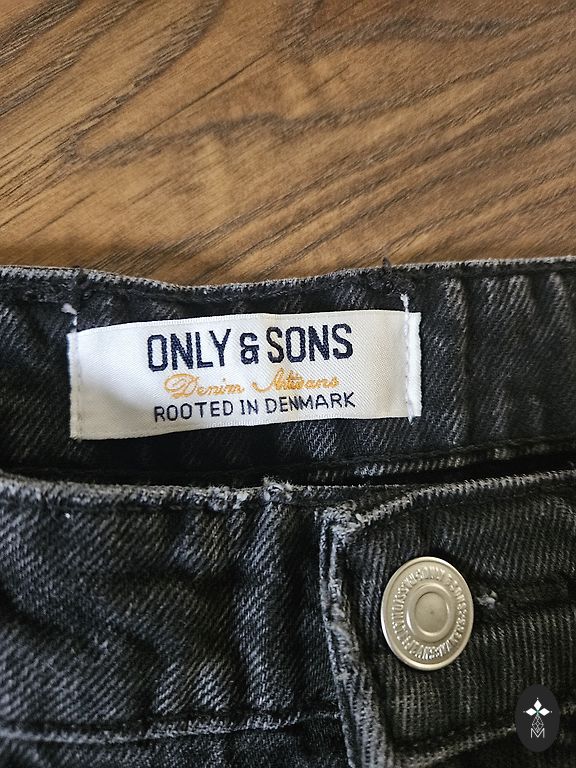 ONLY & SONS
Denim Artisans
ROOTED IN DENMARK